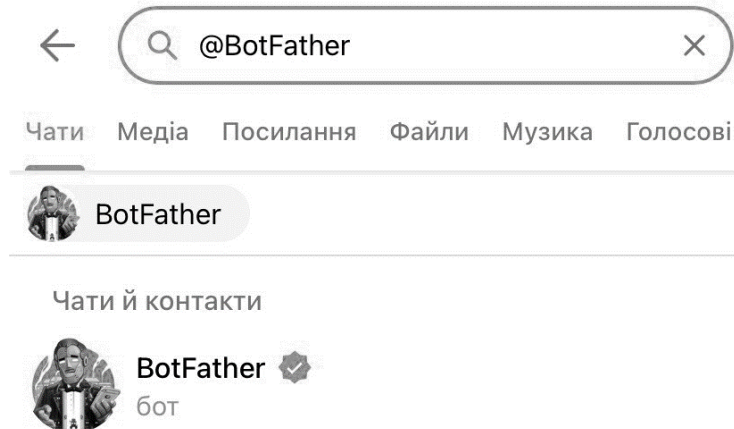 @BotFather
Чати Медіа Посилання Файли Музика Голосові
BotFather
Чати й контакти
BotFather
бот